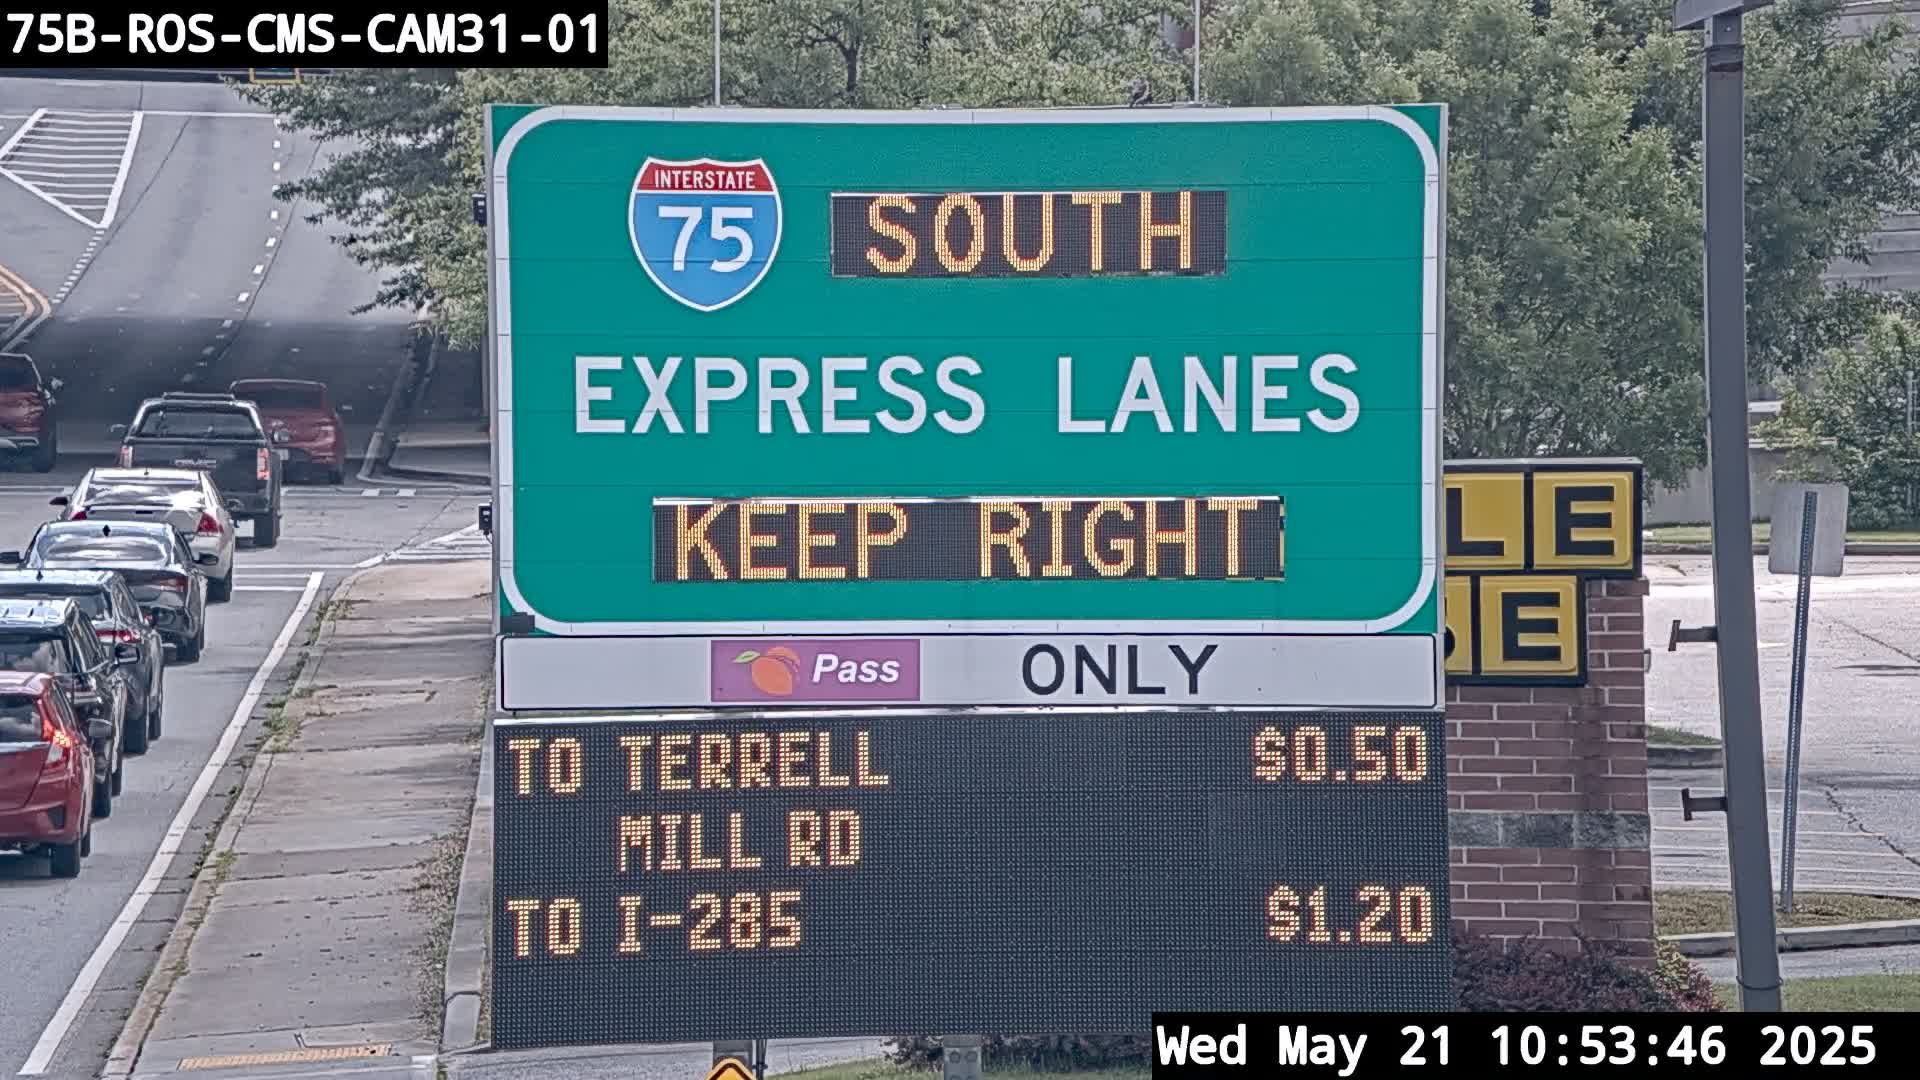 75B-ROS-CMS-CAM31-01
INTERSTATE
75
SOUTH
EXPRESS LANES
KEEP RIGHT
Pass ONLY
TO TERRELL $0.50
MILL RD
TO I-285 $1.20
LE
E
Wed May 21 10:53:46 2025